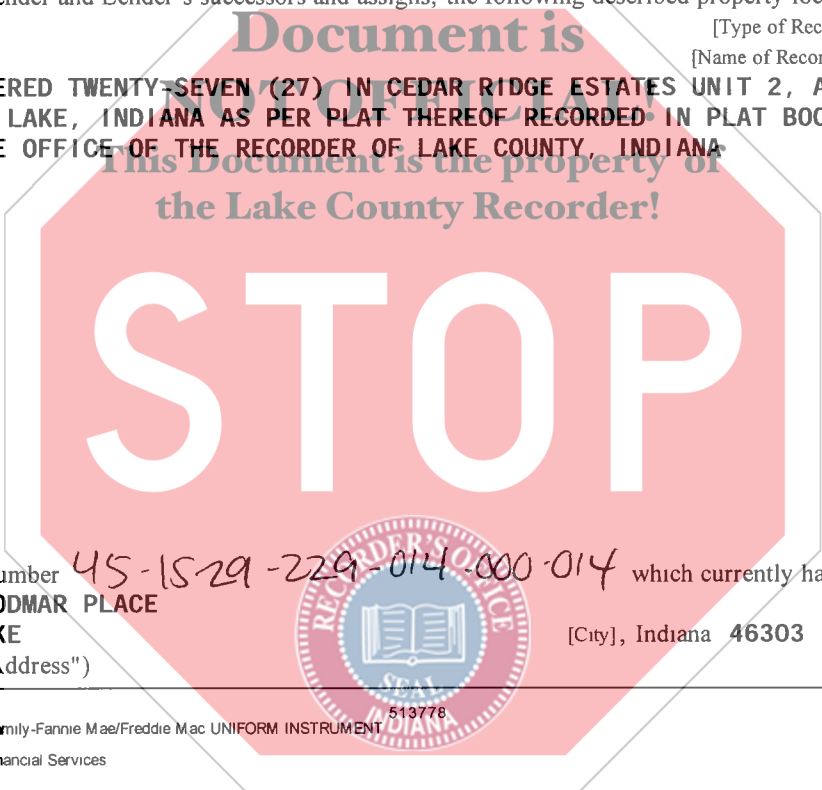 ender and Lender's successors and assigns, the following described property loc
Document is
[Type of Rec
[Name of Recor
ERED TWENTY-SEVEN (27) IN CEDAR RIDGE ESTATES UNIT 2, A
NOT OFFICIAL!
LAKE, INDIANA AS PER PLAT THEREOF RECORDED IN PLAT BOO
E OFFICE OF THE RECORDER OF LAKE COUNTY, INDIANA
This Document is the property of
the Lake County Recorder!
STOP
umber 45-15-29-229-014-000-014 which currently ha
ODMAR PLACE
KE [City], Indiana 46303
Address")
RECORDER'S OFFICE
SEAL
INDIANA
513778
mily-Fannie Mae/Freddie Mac UNIFORM INSTRUMENT
nancial Services